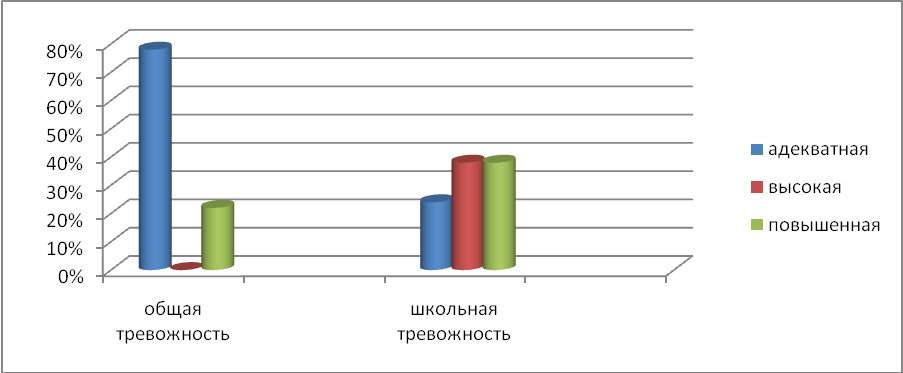 80%
70%
60%
50%
40%
30%
20%
10%
0%
общая
тревожность
школьная
тревожность
адекватная
высокая
повышенная